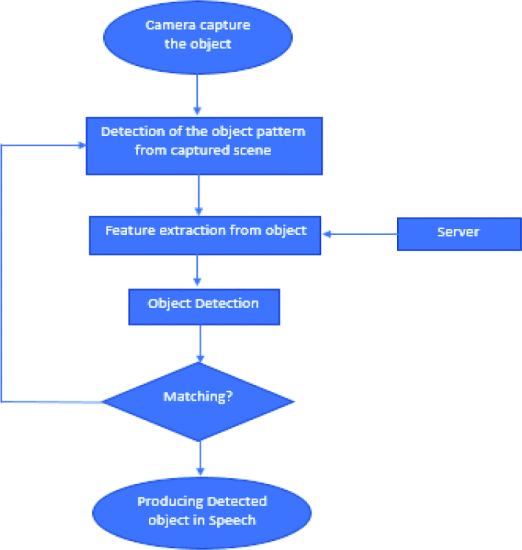 Camera capture
the object
Detection of the object pattern
from captured scene
Feature extraction from object
Server
Object Detection
Matching?
Producing Detected
object in Speech